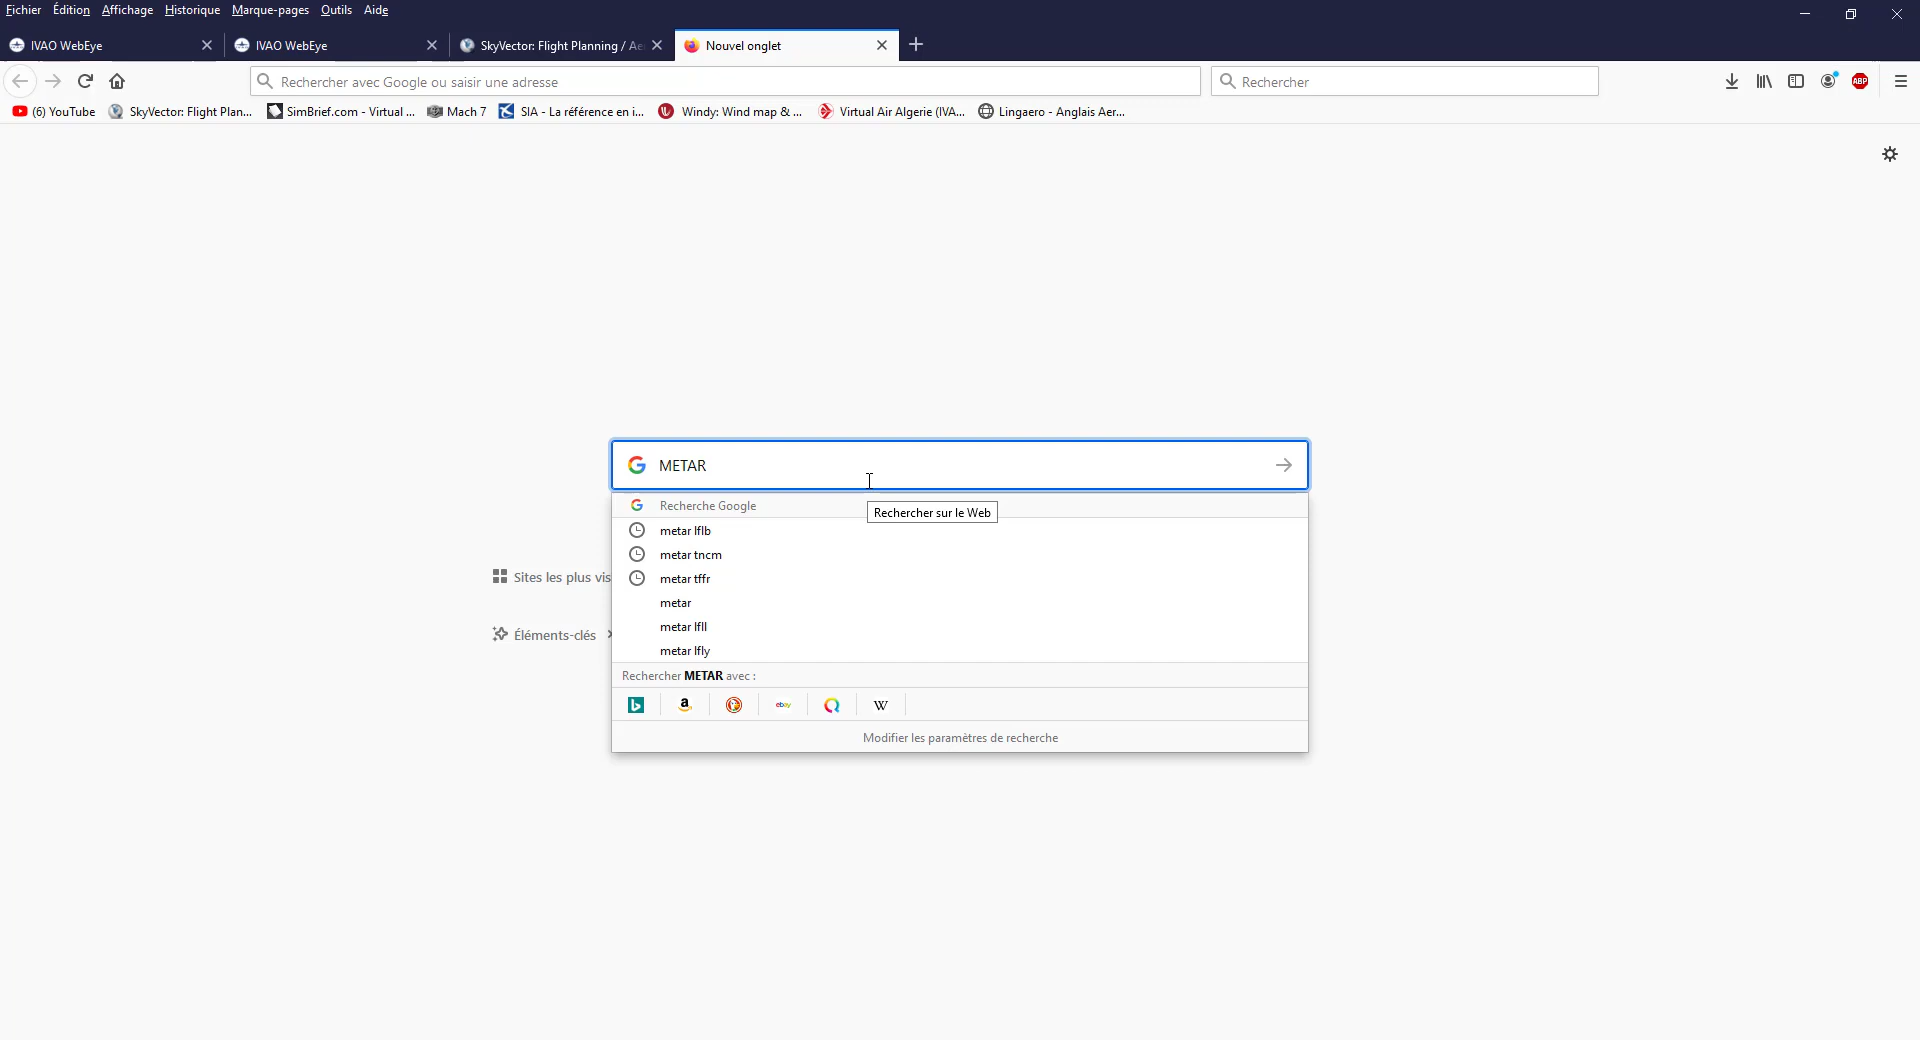 Fichier Édition Affichage Historique Marque-pages Outils Aide
IVAO WebEye IVAO WebEye SkyVector: Flight Planning / Ae Nouvel onglet
Rechercher avec Google ou saisir une adresse Rechercher ABP
(6) YouTube SkyVector: Flight Plan... SimBrief.com - Virtual ... Mach 7 SIA - La référence en i... Windy: Wind map & ... Virtual Air Algerie (IVA... Lingaero - Anglais Aer...
METAR
Recherche Google
Rechercher sur le Web
metar lflb
metar tncm
metar tffr
metar
metar lfll
metar lfly
Sites les plus vis
Éléments-clés
Rechercher METAR avec :
b a ebay W
Modifier les paramètres de recherche